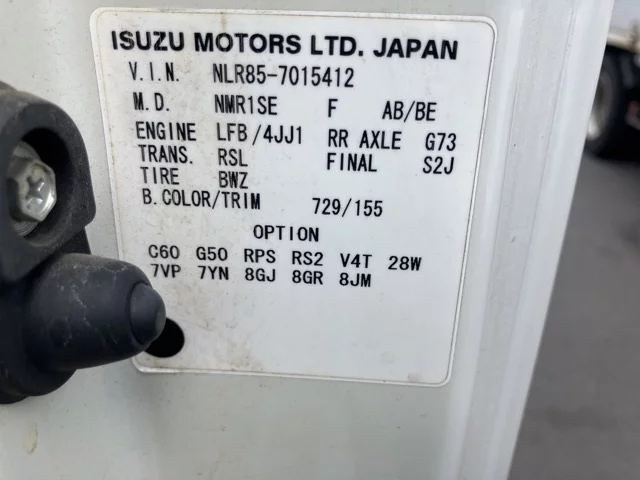 ISUZU MOTORS LTD. JAPAN
V.I.N. NLR85-7015412
M.D. NMR1SE F AB/BE
ENGINE LFB/4JJ1 RR AXLE G73
TRANS. RSL FINAL S2J
TIRE BWZ
B.COLOR/TRIM 729/155
OPTION
C60 G50 RPS RS2 V4T 28W
7VP 7YN 8GJ 8GR 8JM